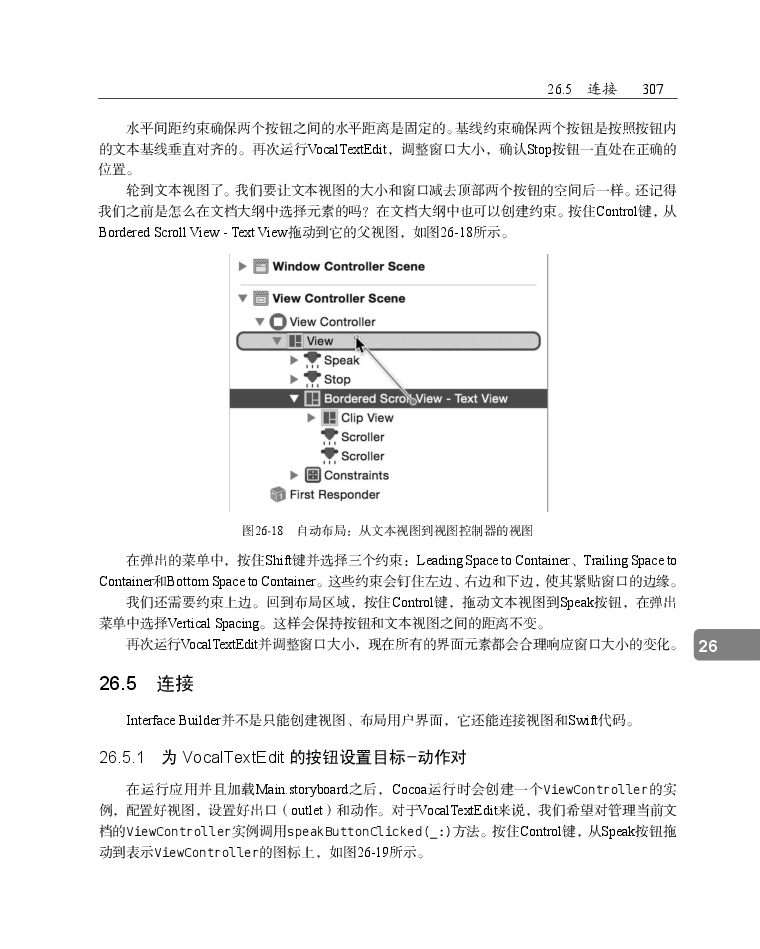 26.5 连接 307
水平间距约束确保两个按钮之间的水平距离是固定的。基线约束确保两个按钮是按照按钮内
的文本基线垂直对齐的。再次运行VocalTextEdit，调整窗口大小，确认Stop按钮一直处在正确的
位置。
轮到文本视图了。我们要让文本视图的大小和窗口减去顶部两个按钮的空间后一样。还记得
我们之前是怎么在文档大纲中选择元素的吗？在文档大纲中也可以创建约束。按住Control键，从
Bordered Scroll View - Text View拖动到它的父视图，如图26-18所示。
Window Controller Scene
View Controller Scene
View Controller
View
Speak
Stop
Bordered Scroll View - Text View
Clip View
Scroller
Scroller
Constraints
First Responder
图26-18 自动布局：从文本视图到视图控制器的视图
在弹出的菜单中，按住Shift键并选择三个约束：Leading Space to Container、Trailing Space to
Container和Bottom Space to Container。这些约束会钉住左边、右边和下边，使其紧贴窗口的边缘。
我们还需要约束上边。回到布局区域，按住Control键，拖动文本视图到Speak按钮，在弹出
菜单中选择Vertical Spacing。这样会保持按钮和文本视图之间的距离不变。
再次运行VocalTextEdit并调整窗口大小，现在所有的界面元素都会合理响应窗口大小的变化。
26
26.5 连接
Interface Builder并不是只能创建视图、布局用户界面，它还能连接视图和Swift代码。
26.5.1 为 VocalTextEdit 的按钮设置目标-动作对
在运行应用并且加载Main.storyboard之后，Cocoa运行时会创建一个ViewController的实
例，配置好视图，设置好出口（outlet）和动作。对于VocalTextEdit来说，我们希望对管理当前文
档的ViewController实例调用speakButtonClicked(_:)方法。按住Control键，从Speak按钮拖
动到表示ViewController的图标上，如图26-19所示。